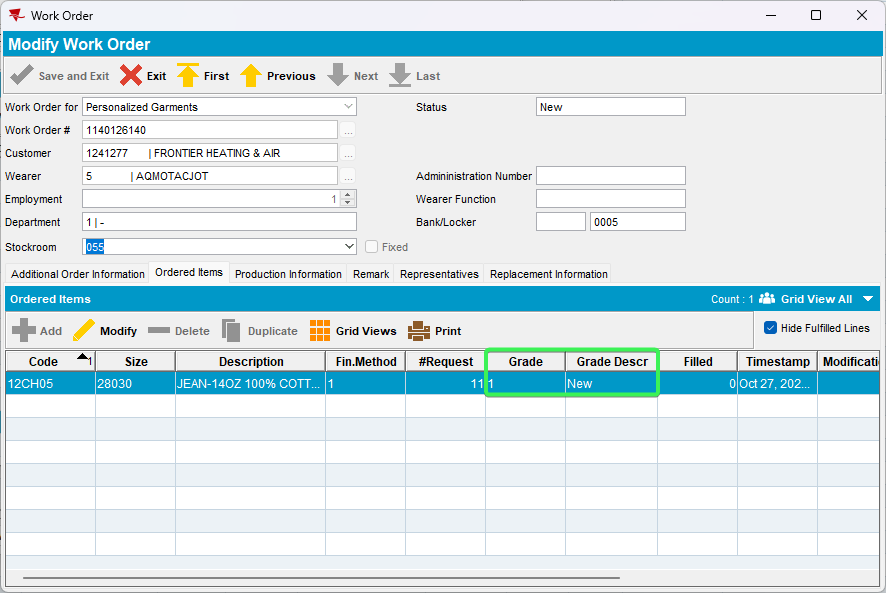 Work Order
Modify Work Order
Save and Exit Exit First Previous Next Last
Work Order for Personalized Garments Status New
Work Order # 1140126140 ...
Customer 1241277 | FRONTIER HEATING & AIR ...
Wearer 5 | AQMOTACJOT ... Admininistration Number
Employment 1 Wearer Function
Department 1 | - Bank/Locker 0005
Stockroom 055 Fixed
Additional Order Information Ordered Items Production Information Remark Representatives Replacement Information
Ordered Items Count : 1 Grid View All
Add Modify Delete Duplicate Grid Views Print Hide Fulfilled Lines
Code 1 Size Description Fin.Method #Request Grade Grade Descr Filled Timestamp Modificati
12CH05 28030 JEAN-14OZ 100% COTT... 1 11 1 New 0 Oct 27, 202...